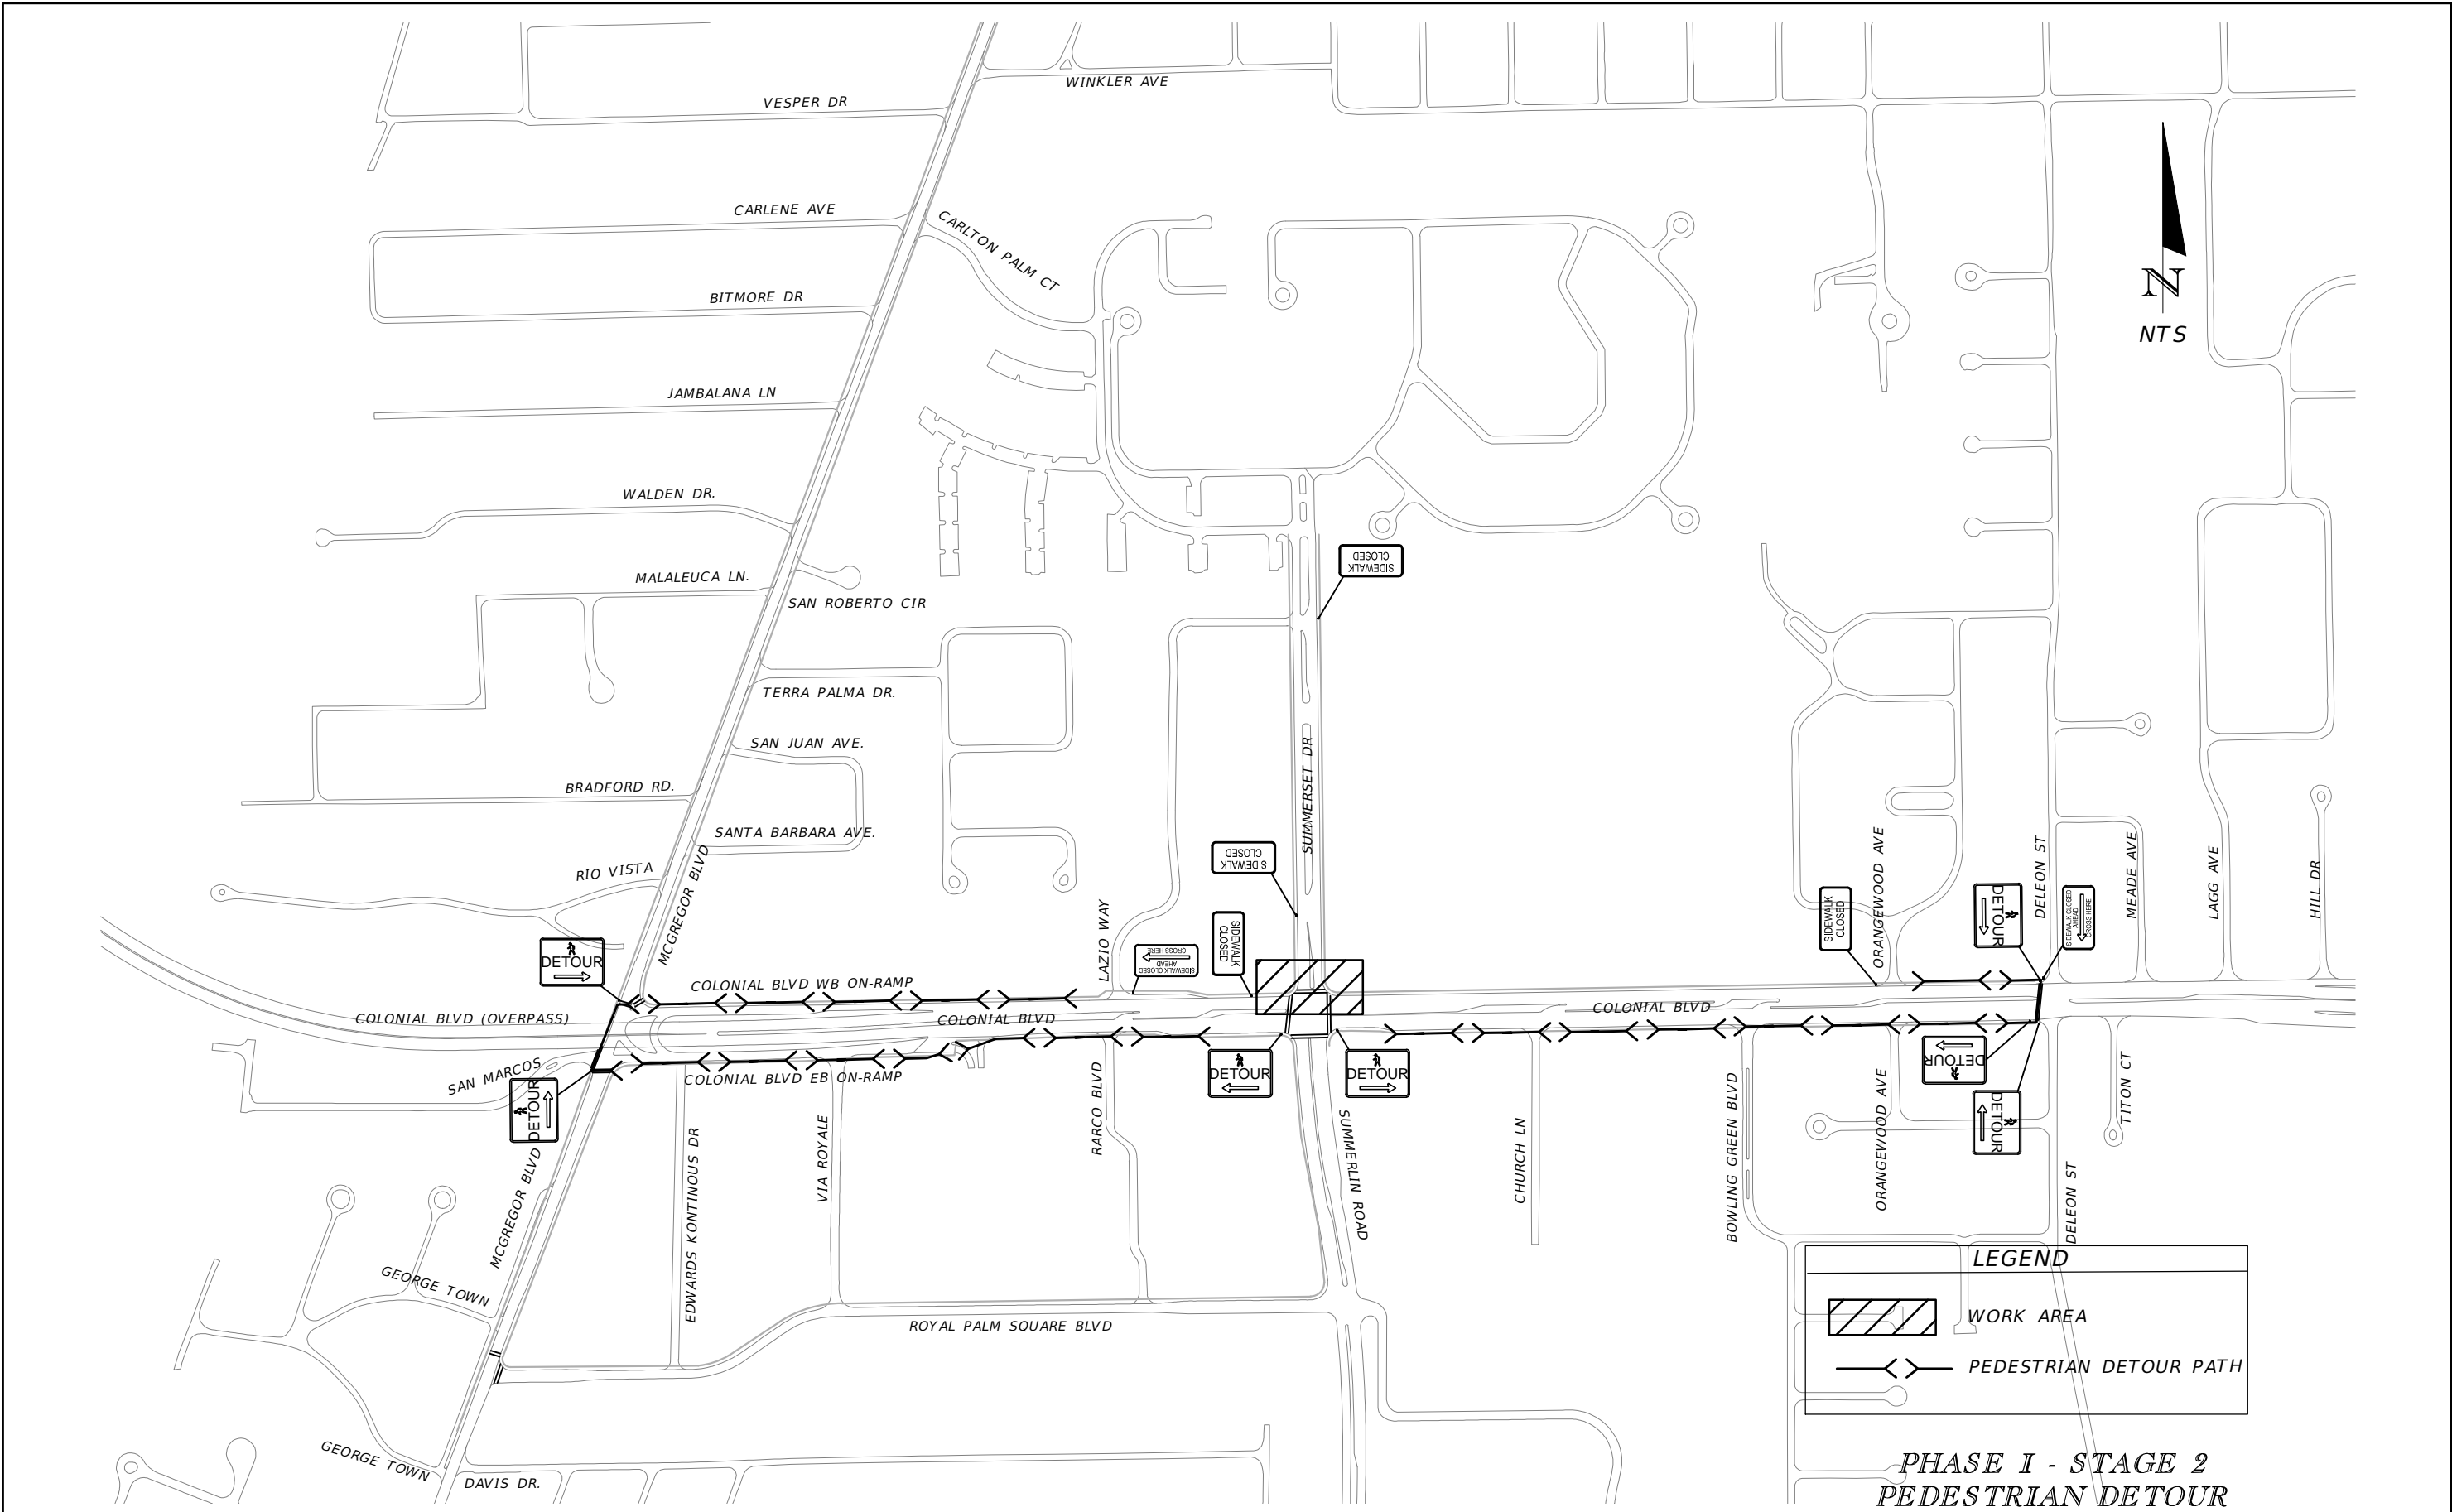 WINKLER AVE
VESPER DR
CARLENE AVE
CARLTON PALM CT
BITMORE DR
N
NTS
JAMBALANA LN
WALDEN DR.
SIDEWALK
CLOSED
MALALEUCA LN.
SAN ROBERTO CIR
TERRA PALMA DR.
SAN JUAN AVE.
SUMMERSET DR
BRADFORD RD.
SANTA BARBARA AVE.
RIO VISTA
MCGREGOR BLVD
SIDEWALK
CLOSED
ORANGEWOOD AVE
DELEON ST
MEADE AVE
LAGG AVE
HILL DR
LAZIO WAY
SIDEWALK
CLOSED
SIDEWALK
CLOSED
DETOUR
SIDEWALK CLOSED
AHEAD
CROSS HERE
DETOUR
SIDEWALK CLOSED
AHEAD
CROSS HERE
COLONIAL BLVD WB ON-RAMP
COLONIAL BLVD (OVERPASS)
COLONIAL BLVD
COLONIAL BLVD
SAN MARCOS
COLONIAL BLVD EB ON-RAMP
DETOUR
DETOUR
DETOUR
DETOUR
DETOUR
MCGREGOR BLVD
EDWARDS KONTINOUS DR
VIA ROYALE
RARCO BLVD
SUMMERLIN ROAD
CHURCH LN
BOWLING GREEN BLVD
ORANGEWOOD AVE
DELEON ST
TITON CT
GEORGE TOWN
ROYAL PALM SQUARE BLVD
LEGEND
WORK AREA
PEDESTRIAN DETOUR PATH
GEORGE TOWN
DAVIS DR.
PHASE I - STAGE 2
PEDESTRIAN DETOUR